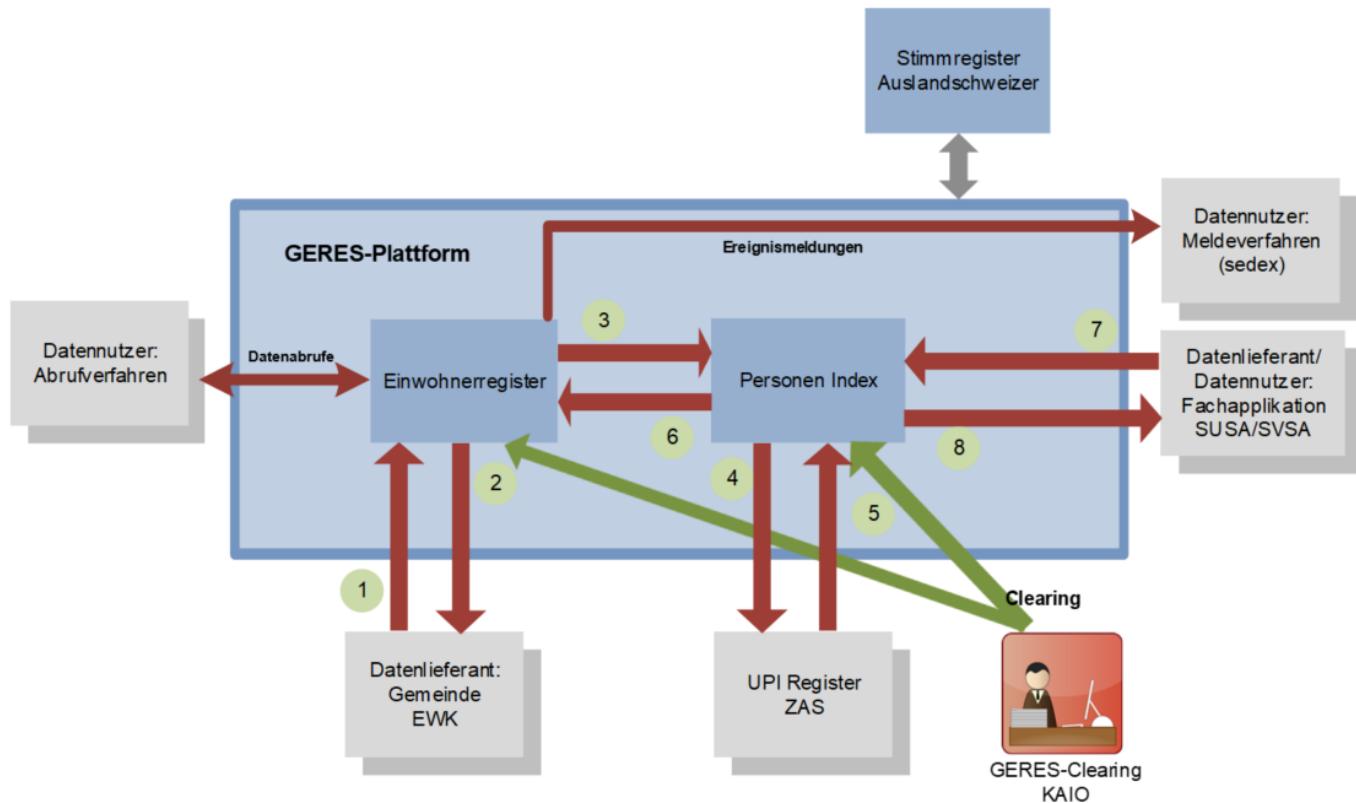 Stimmregister
Auslandschweizer
GERES-Plattform
Ereignismeldungen
Datennutzer:
Meldeverfahren
(sedex)
Datennutzer:
Abrufverfahren
Datenabrufe
Einwohnerregister
3
6
Personen Index
7
8
Datenlieferant/
Datennutzer:
Fachapplikation
SUSA/SVSA
2
4
5
1
Clearing
Datenlieferant:
Gemeinde
EWK
UPI Register
ZAS
GERES-Clearing
KAIO